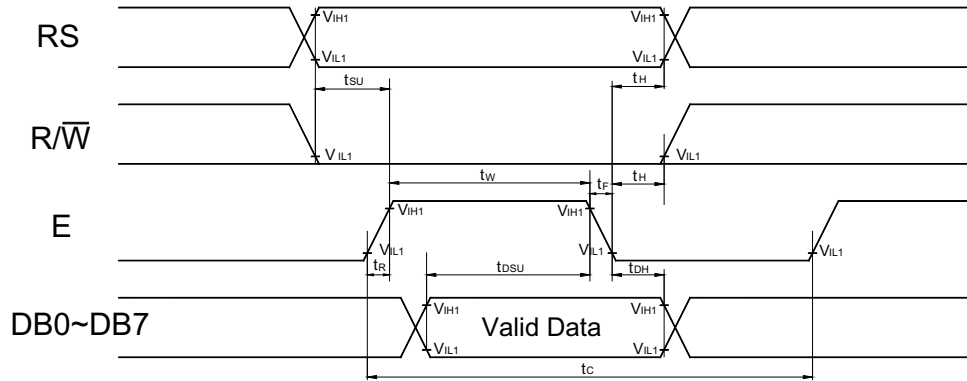 RS
VIH1 VIH1
VIL1 VIL1
tSU tH
R/W̅
VIL1 VIL1
tW tF tH
E
VIH1 VIH1
VIL1 VIL1 VIL1
tR tDSU tDH
DB0~DB7
VIH1 Valid Data VIH1
VIL1 VIL1
tC